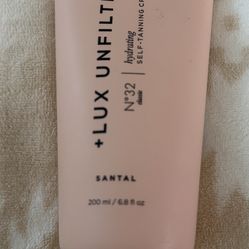 + LUX UNFILT
N°32
hydrating
SELF-TANNING C
SANTAL
200 ml / 6.8 fl oz